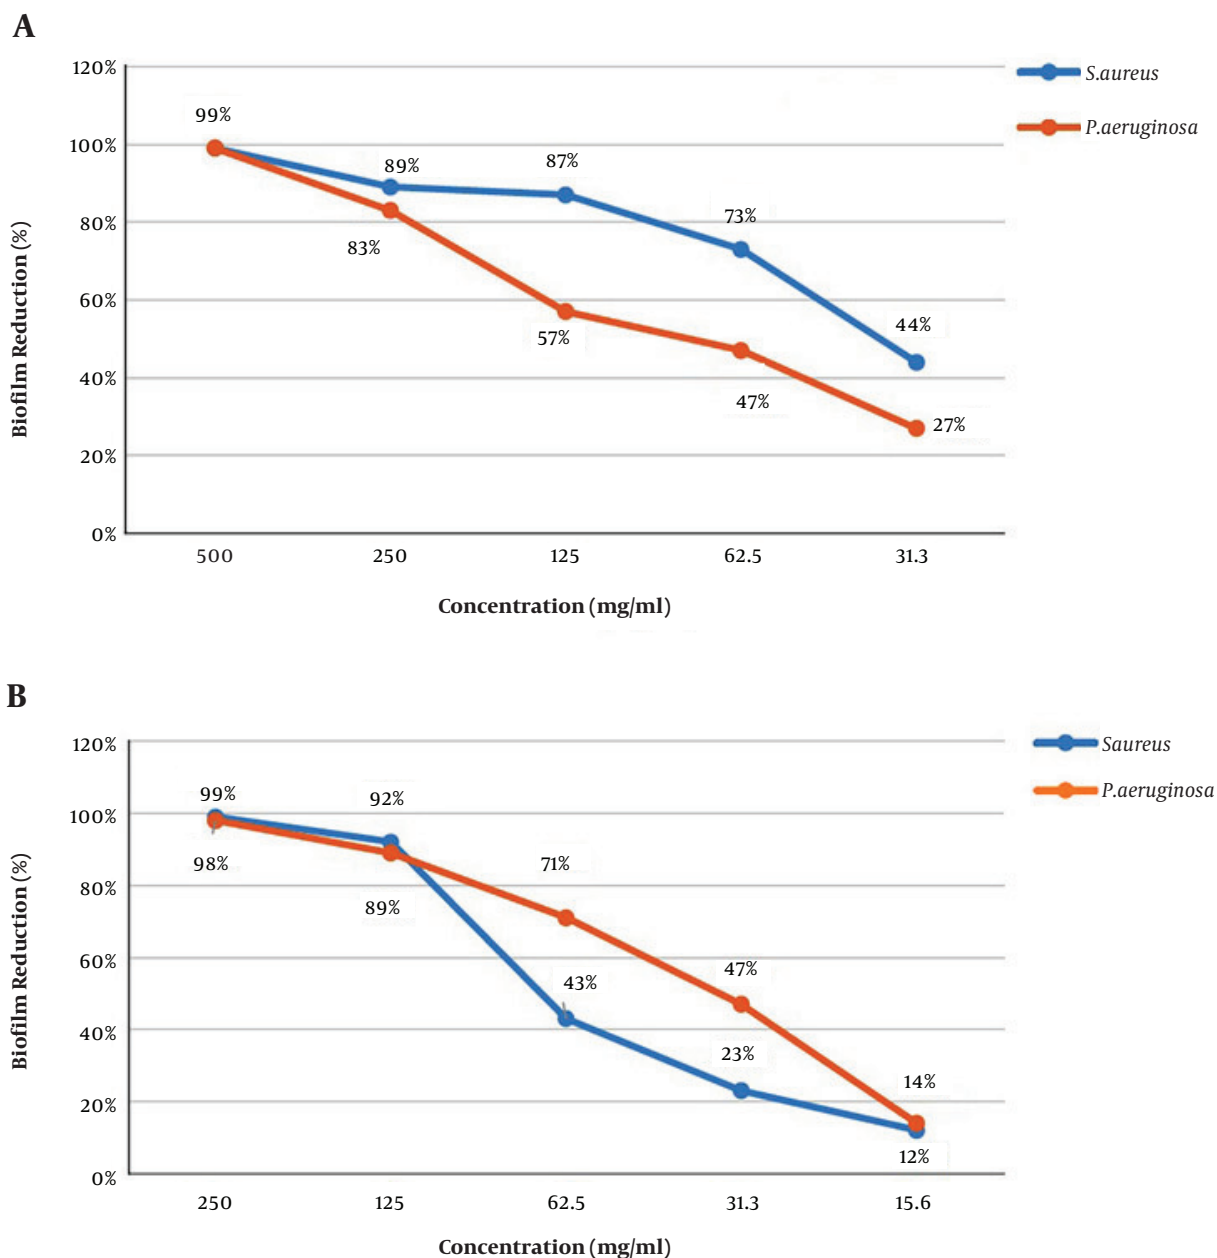 A
120%
100%
80%
60%
40%
20%
0%
Biofilm Reduction (%)
99%
89%
87%
73%
44%
83%
57%
47%
27%
500 250 125 62.5 31.3
Concentration (mg/ml)
S.aureus
P.aeruginosa
B
120%
100%
80%
60%
40%
20%
0%
Biofilm Reduction (%)
99%
92%
71%
98%
89%
43%
47%
23%
14%
12%
250 125 62.5 31.3 15.6
Concentration (mg/ml)
Saureus
P.aeruginosa